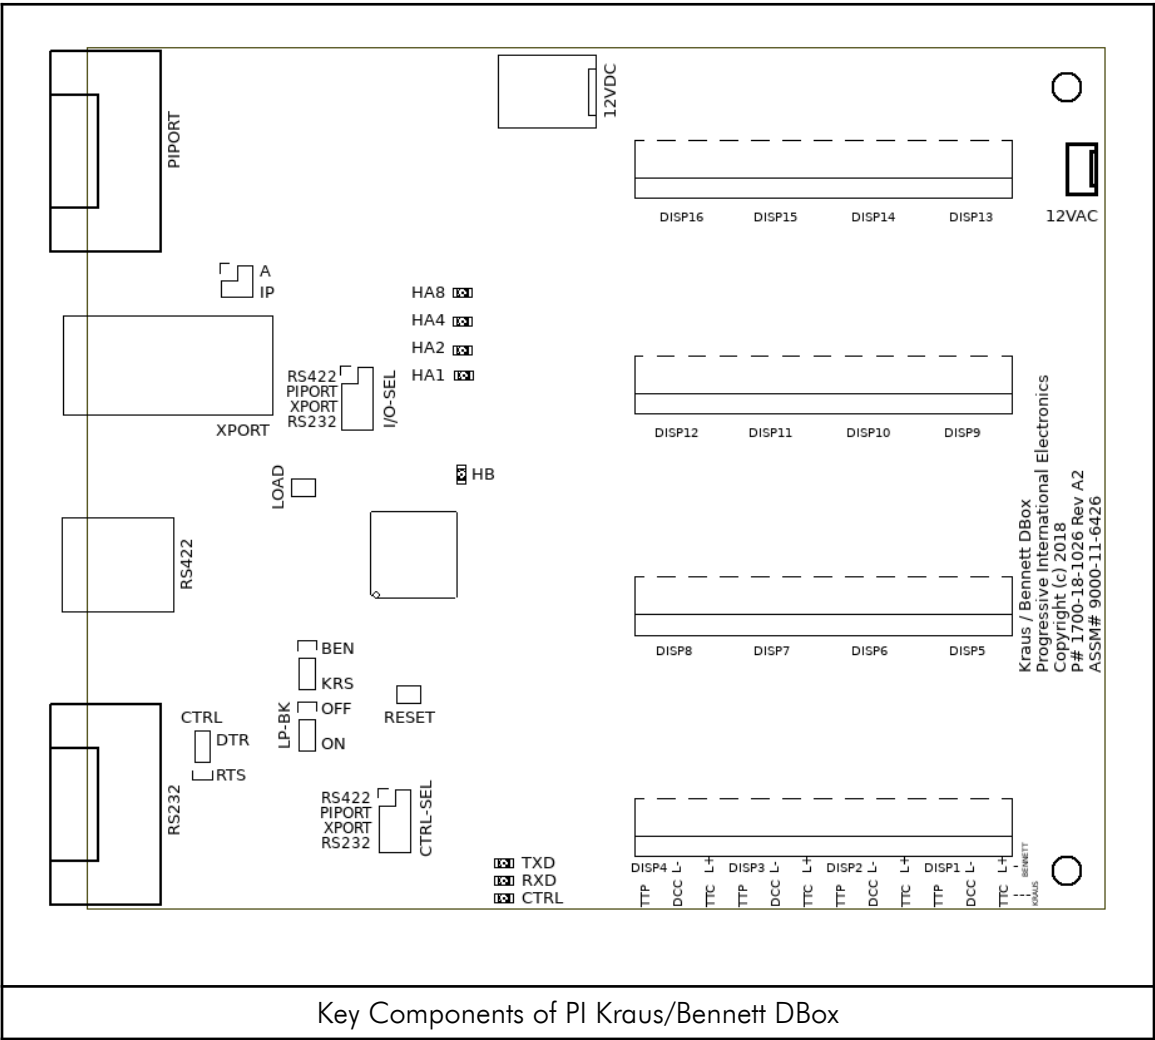 PIPORT
12VDC
DISP16 DISP15 DISP14 DISP13
12VAC
A
IP
HA8
HA4
HA2
HA1
RS422
PIPORT
XPORT
RS232
I/O-SEL
XPORT
DISP12 DISP11 DISP10 DISP9
LOAD
HB
RS422
Kraus / Bennett DBox
Progressive International Electronics
Copyright (c) 2018
P# 1700-18-1026 Rev A2
ASSM# 9000-11-6426
DISP8 DISP7 DISP6 DISP5
BEN
KRS
LP-BK
OFF
ON
RESET
CTRL
DTR
RTS
RS232
RS422
PIPORT
XPORT
RS232
CTRL-SEL
TXD
RXD
CTRL
DISP4 L- L+ DISP3 L- L+ DISP2 L- L+ DISP1 L- L+ - BENNETT
TTP DCC TTC TTP DCC TTC TTP DCC TTC TTP DCC TTC --- KRAUS
Key Components of PI Kraus/Bennett DBox